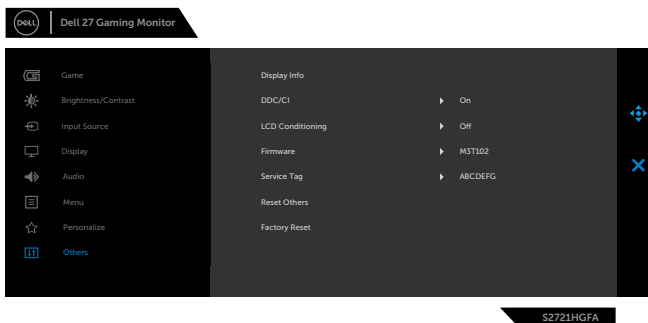 DELL
Dell 27 Gaming Monitor
Game
Display Info
Brightness/Contrast
DDC/CI
On
Input Source
LCD Conditioning
Off
Display
Firmware
M3T102
Audio
Service Tag
ABCDEFG
Menu
Reset Others
Personalize
Factory Reset
Others
S2721HGFA